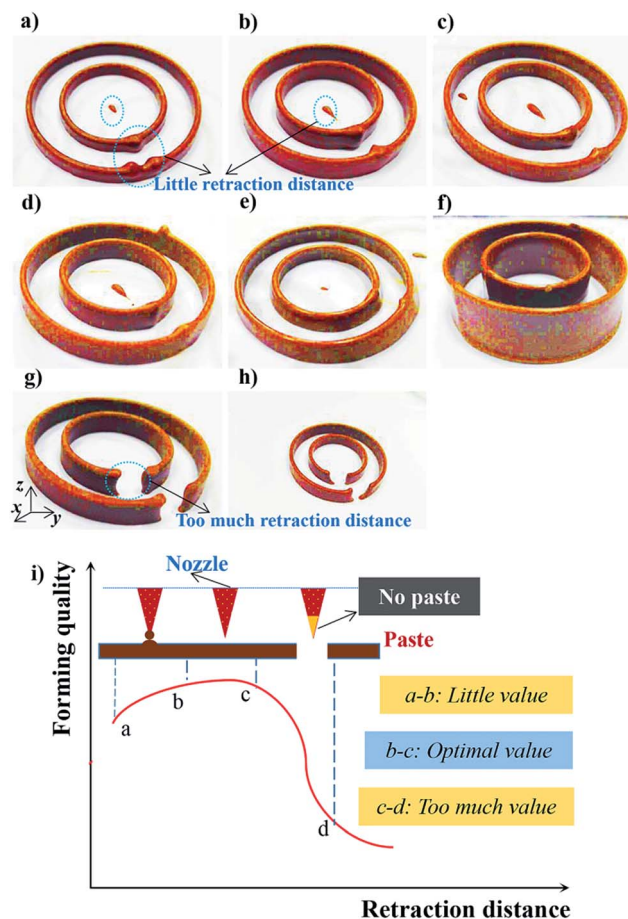 a)
b)
c)
Little retraction distance
d)
e)
f)
g)
h)
z
x
y
Too much retraction distance
i)
Nozzle
No paste
Paste
Forming quality
a
b
c
d
a-b: Little value
b-c: Optimal value
c-d: Too much value
Retraction distance